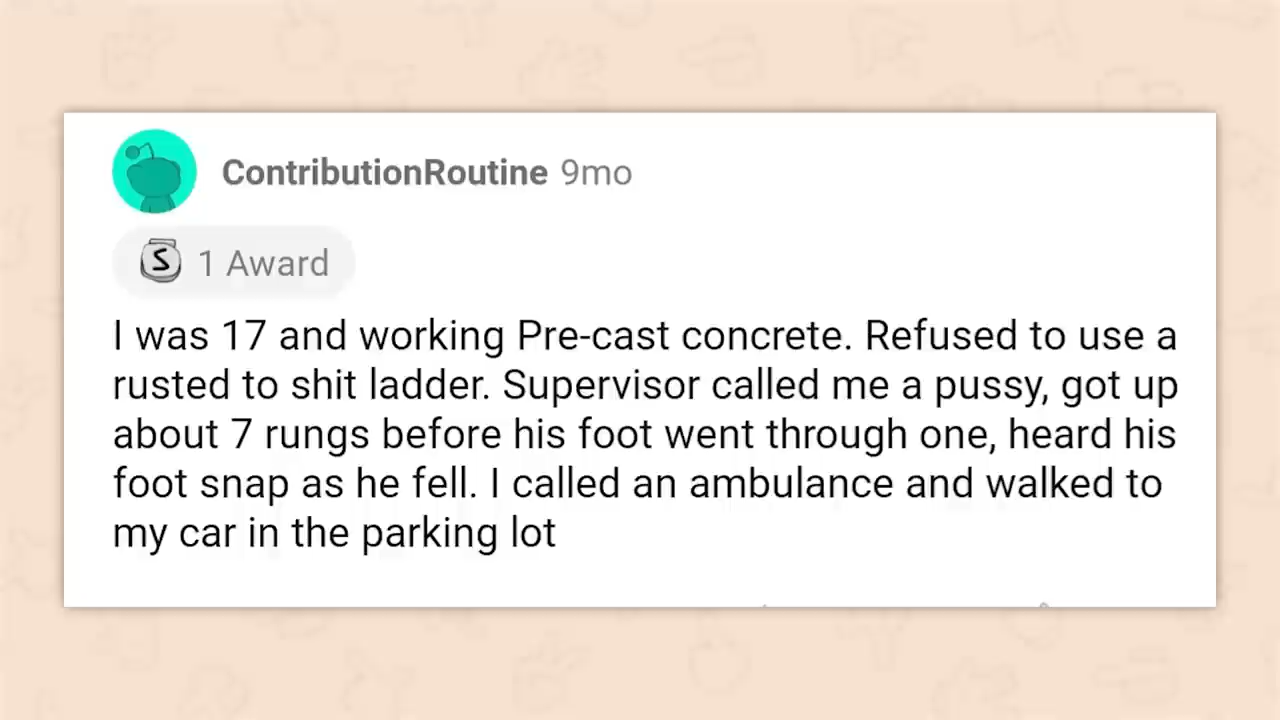 ContributionRoutine 9mo
S 1 Award
I was 17 and working Pre-cast concrete. Refused to use a
rusted to shit ladder. Supervisor called me a pussy, got up
about 7 rungs before his foot went through one, heard his
foot snap as he fell. I called an ambulance and walked to
my car in the parking lot